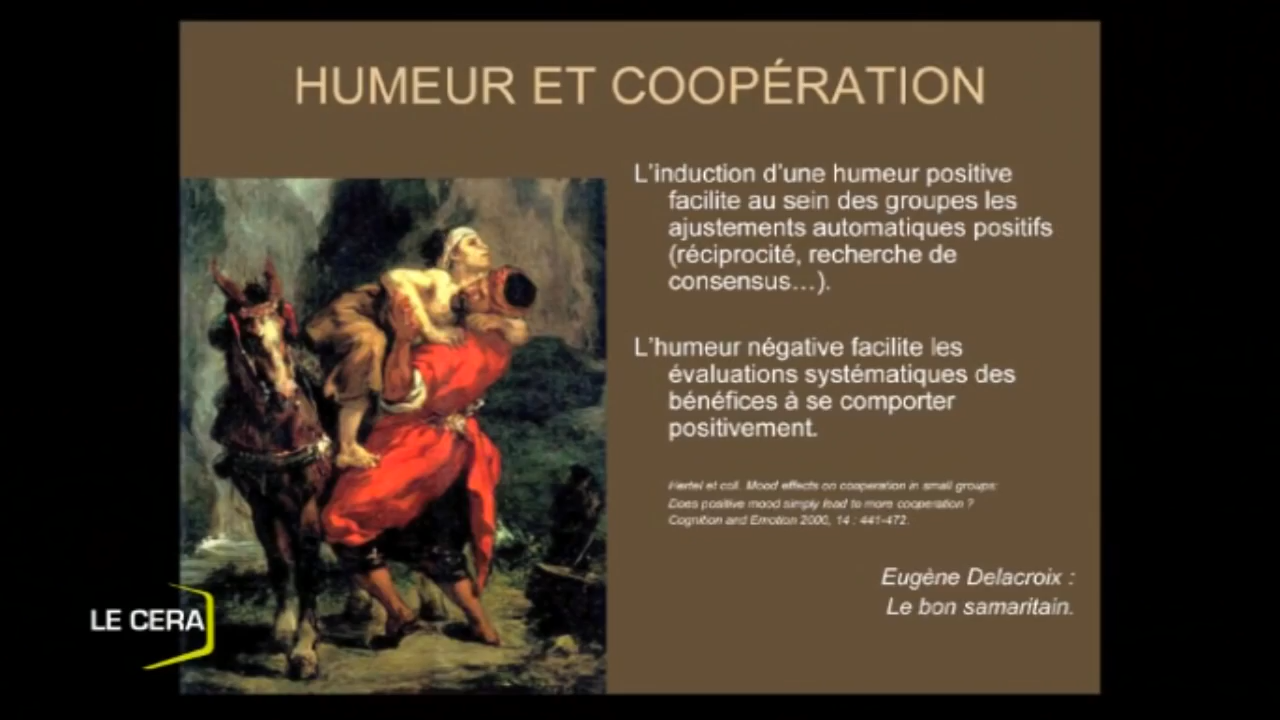 HUMEUR ET COOPÉRATION
L'induction d'une humeur positive
facilite au sein des groupes les
ajustements automatiques positifs
(réciprocité, recherche de
consensus…).
L'humeur négative facilite les
évaluations systématiques des
bénéfices à se comporter
positivement.
Hertel et coll. Mood effects on cooperation in small groups:
Does positive mood simply lead to more cooperation ?
Cognition and Emotion 2000, 14 : 441-472.
Eugène Delacroix :
Le bon samaritain.
LE CERA